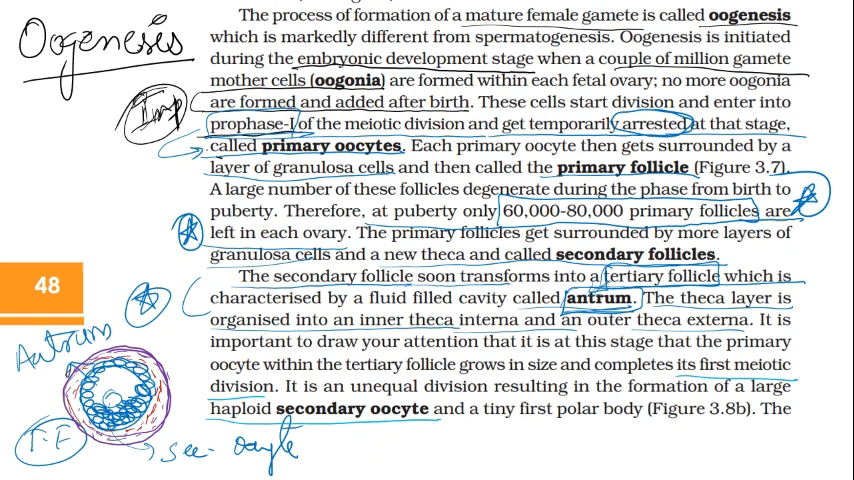 Oogenesis
The process of formation of a mature female gamete is called oogenesis
which is markedly different from spermatogenesis. Oogenesis is initiated
during the embryonic development stage when a couple of million gamete
mother cells (oogonia) are formed within each fetal ovary; no more oogonia
are formed and added after birth. These cells start division and enter into
Imp
prophase-I of the meiotic division and get temporarily arrested at that stage,
called primary oocytes. Each primary oocyte then gets surrounded by a
layer of granulosa cells and then called the primary follicle (Figure 3.7).
A large number of these follicles degenerate during the phase from birth to
puberty. Therefore, at puberty only 60,000-80,000 primary follicles are
left in each ovary. The primary follicles get surrounded by more layers of
granulosa cells and a new theca and called secondary follicles.
The secondary follicle soon transforms into a tertiary follicle which is
48
characterised by a fluid filled cavity called antrum. The theca layer is
organised into an inner theca interna and an outer theca externa. It is
important to draw your attention that it is at this stage that the primary
oocyte within the tertiary follicle grows in size and completes its first meiotic
division. It is an unequal division resulting in the formation of a large
haploid secondary oocyte and a tiny first polar body (Figure 3.8b). The
Antrum
T.F
sec- oocyte